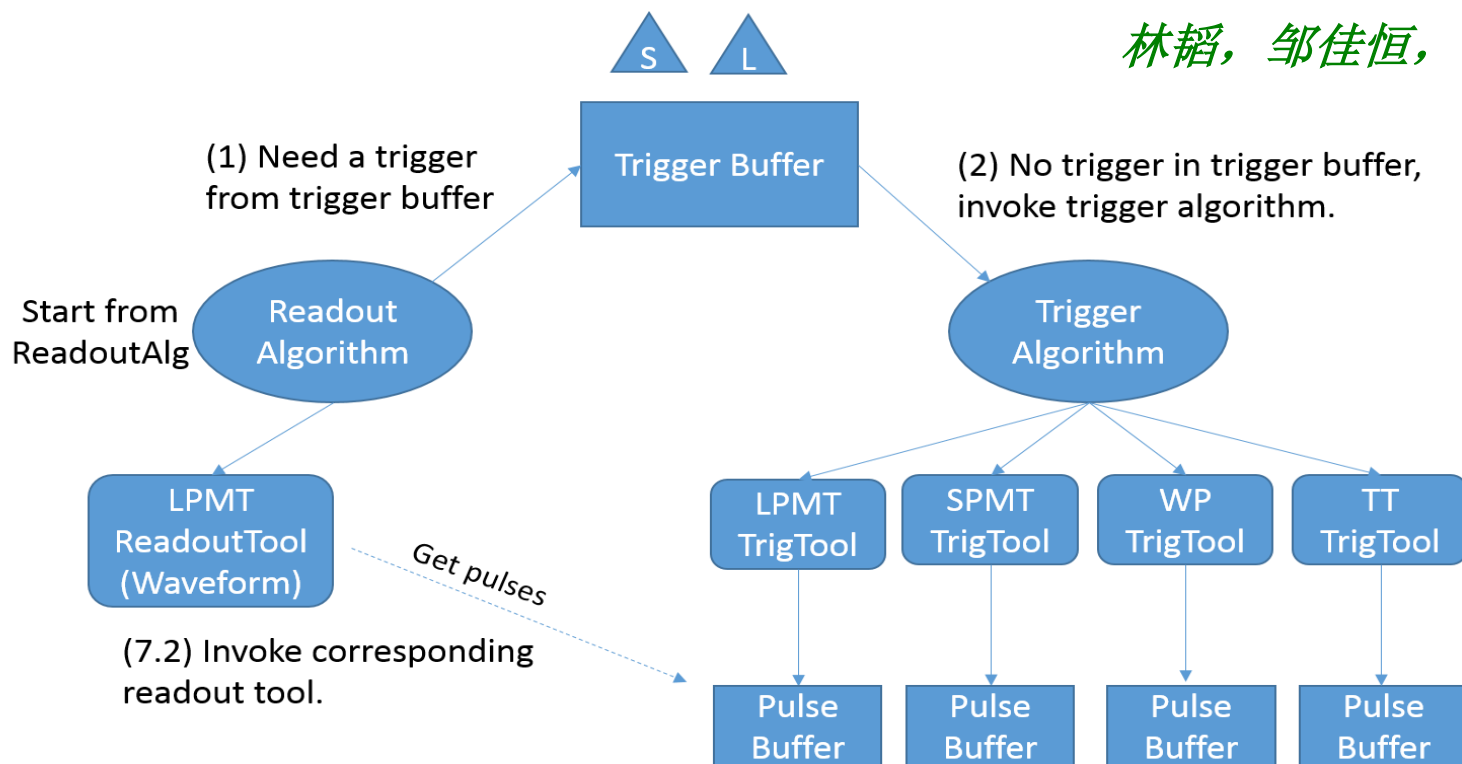 林韬，邹佳恒，
S
L
Trigger Buffer
(1) Need a trigger
from trigger buffer
(2) No trigger in trigger buffer,
invoke trigger algorithm.
Start from
ReadoutAlg
Readout
Algorithm
Trigger
Algorithm
LPMT
ReadoutTool
(Waveform)
LPMT
TrigTool
SPMT
TrigTool
WP
TrigTool
TT
TrigTool
Get pulses
(7.2) Invoke corresponding
readout tool.
Pulse
Buffer
Pulse
Buffer
Pulse
Buffer
Pulse
Buffer